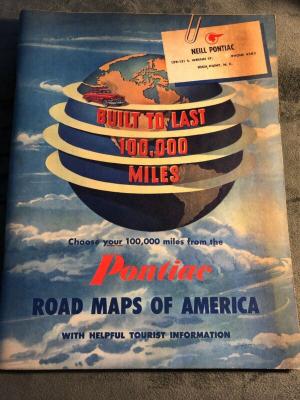 NEILL PONTIAC
BUILT TO LAST
100,000
MILES
Choose your 100,000 miles from the
Pontiac
ROAD MAPS OF AMERICA
WITH HELPFUL TOURIST INFORMATION